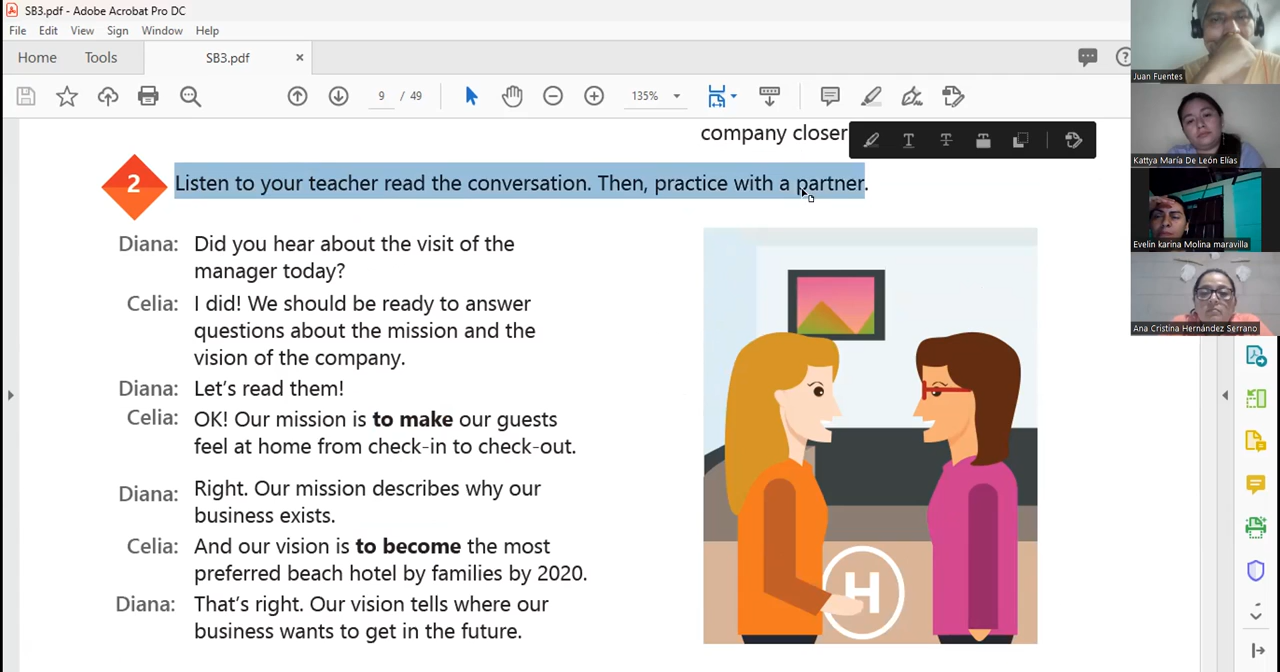 SB3.pdf - Adobe Acrobat Pro DC
File Edit View Sign Window Help
Home Tools SB3.pdf ×
9 / 49 135%
company closer
2 Listen to your teacher read the conversation. Then, practice with a partner.
Diana: Did you hear about the visit of the
manager today?
Celia: I did! We should be ready to answer
questions about the mission and the
vision of the company.
Diana: Let's read them!
Celia: OK! Our mission is to make our guests
feel at home from check-in to check-out.
Diana: Right. Our mission describes why our
business exists.
Celia: And our vision is to become the most
preferred beach hotel by families by 2020.
Diana: That's right. Our vision tells where our
business wants to get in the future.
H
Juan Fuentes
Kattya María De León Elías
Evelin karina Molina maravilla
Ana Cristina Hernández Serrano